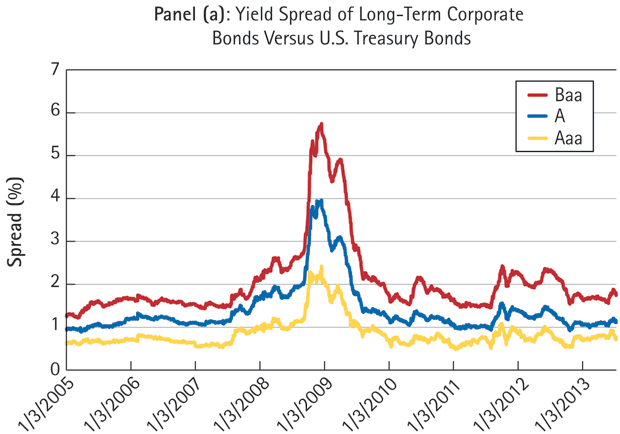 Panel (a): Yield Spread of Long-Term Corporate
Bonds Versus U.S. Treasury Bonds
7
6
5
4
3
2
1
0
Spread (%)
Baa
A
Aaa
1/3/2005
1/3/2006
1/3/2007
1/3/2008
1/3/2009
1/3/2010
1/3/2011
1/3/2012
1/3/2013